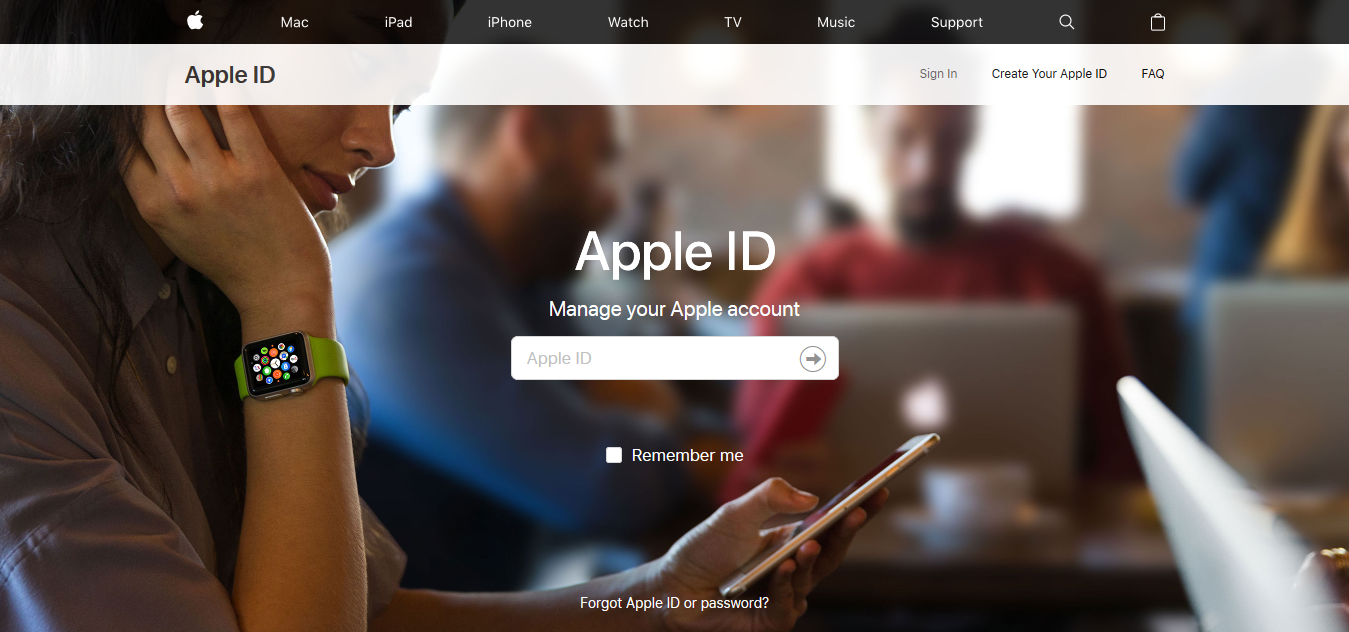 Mac iPad iPhone Watch TV Music Support
Apple ID Sign In Create Your Apple ID FAQ
Apple ID
Manage your Apple account
Apple ID
Remember me
Forgot Apple ID or password?